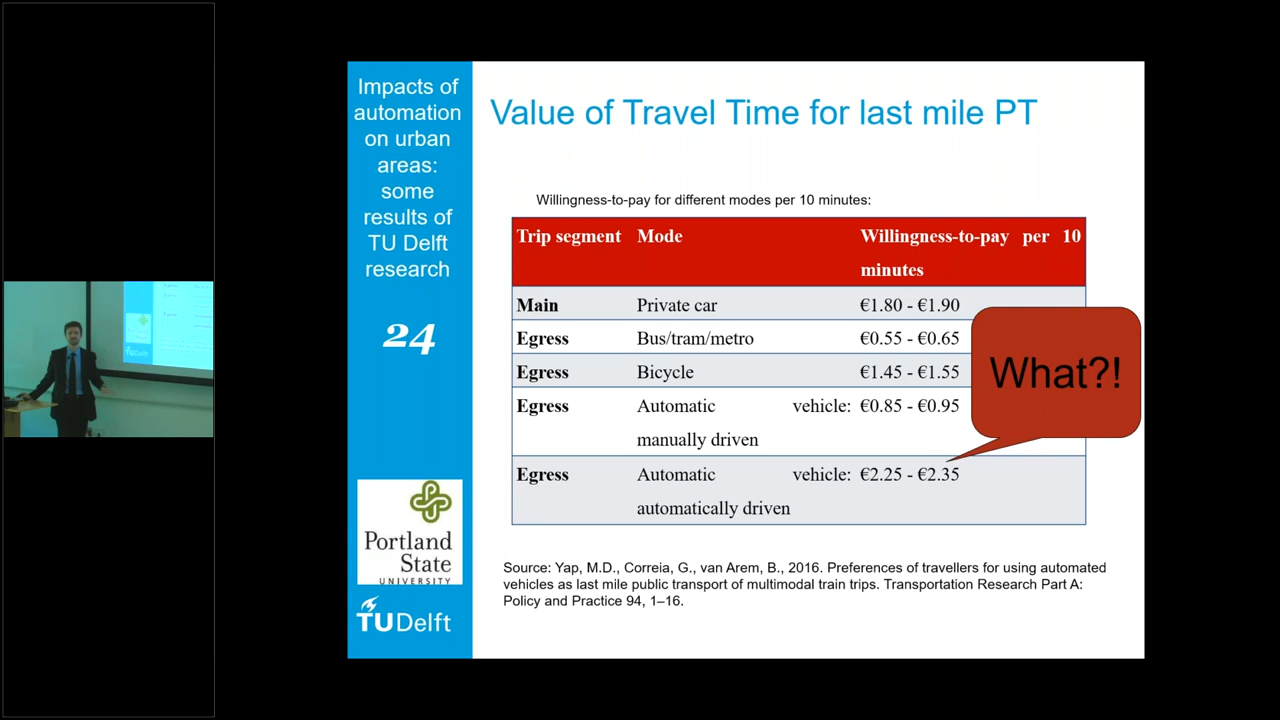 Impacts of
automation
on urban
areas:
some
results of
TU Delft
research
24
Portland
State
UNIVERSITY
TUDelft
Value of Travel Time for last mile PT
Willingness-to-pay for different modes per 10 minutes:
Trip segment Mode Willingness-to-pay per 10
minutes
Main Private car €1.80 - €1.90
Egress Bus/tram/metro €0.55 - €0.65
Egress Bicycle €1.45 - €1.55
Egress Automatic vehicle: €0.85 - €0.95
manually driven
Egress Automatic vehicle: €2.25 - €2.35
automatically driven
What?!
Source: Yap, M.D., Correia, G., van Arem, B., 2016. Preferences of travellers for using automated
vehicles as last mile public transport of multimodal train trips. Transportation Research Part A:
Policy and Practice 94, 1–16.
TUDelft